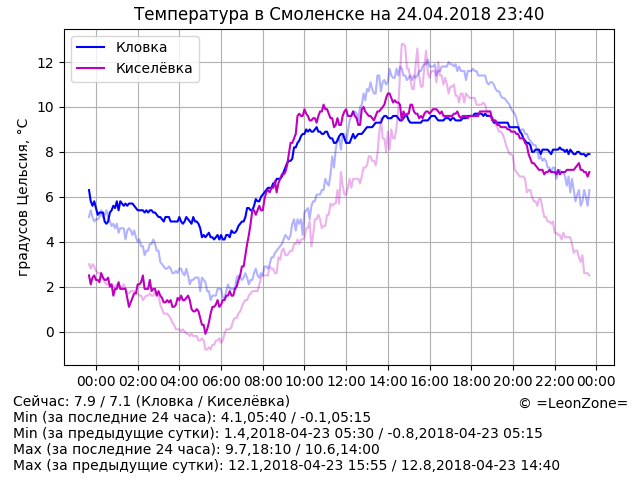 Температура в Смоленске на 24.04.2018 23:40
Кловка
Киселёвка
градусов Цельсия, °C
12
10
8
6
4
2
0
00:00 02:00 04:00 06:00 08:00 10:00 12:00 14:00 16:00 18:00 20:00 22:00 00:00
Сейчас: 7.9 / 7.1 (Кловка / Киселёвка)
© =LeonZone=
Min (за последние 24 часа): 4.1,05:40 / -0.1,05:15
Min (за предыдущие сутки): 1.4,2018-04-23 05:30 / -0.8,2018-04-23 05:15
Max (за последние 24 часа): 9.7,18:10 / 10.6,14:00
Max (за предыдущие сутки): 12.1,2018-04-23 15:55 / 12.8,2018-04-23 14:40